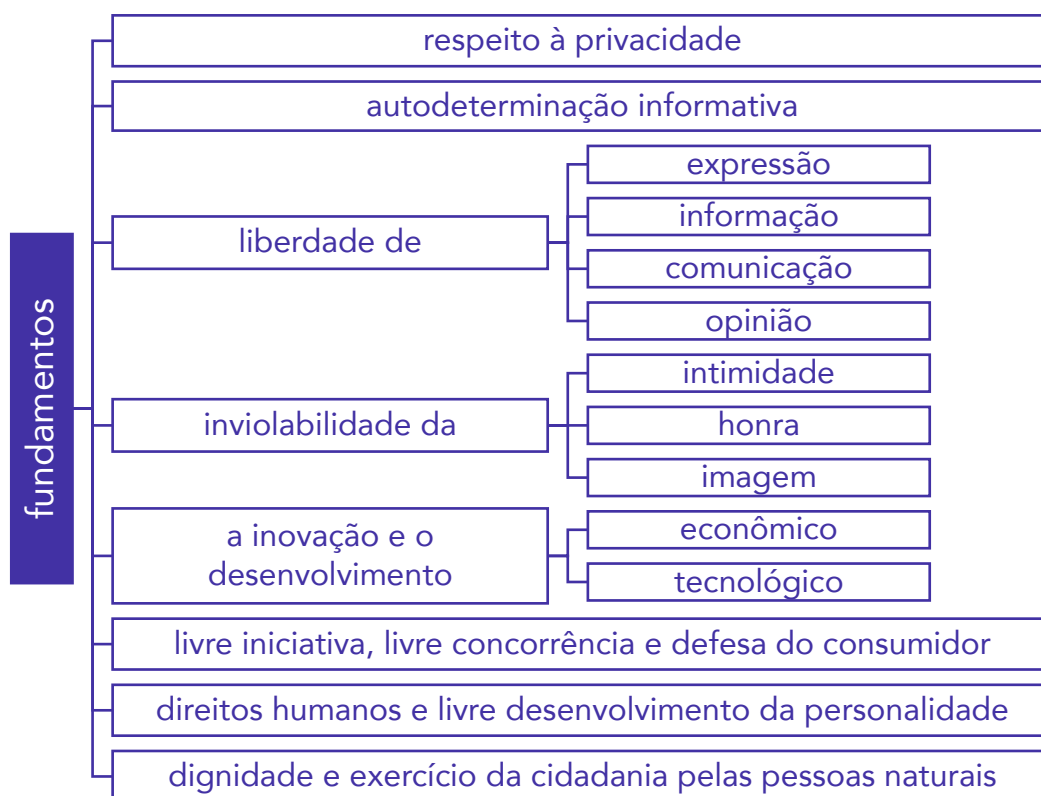 fundamentos
respeito à privacidade
autodeterminação informativa
liberdade de
expressão
informação
comunicação
opinião
inviolabilidade da
intimidade
honra
imagem
a inovação e o
desenvolvimento
econômico
tecnológico
livre iniciativa, livre concorrência e defesa do consumidor
direitos humanos e livre desenvolvimento da personalidade
dignidade e exercício da cidadania pelas pessoas naturais